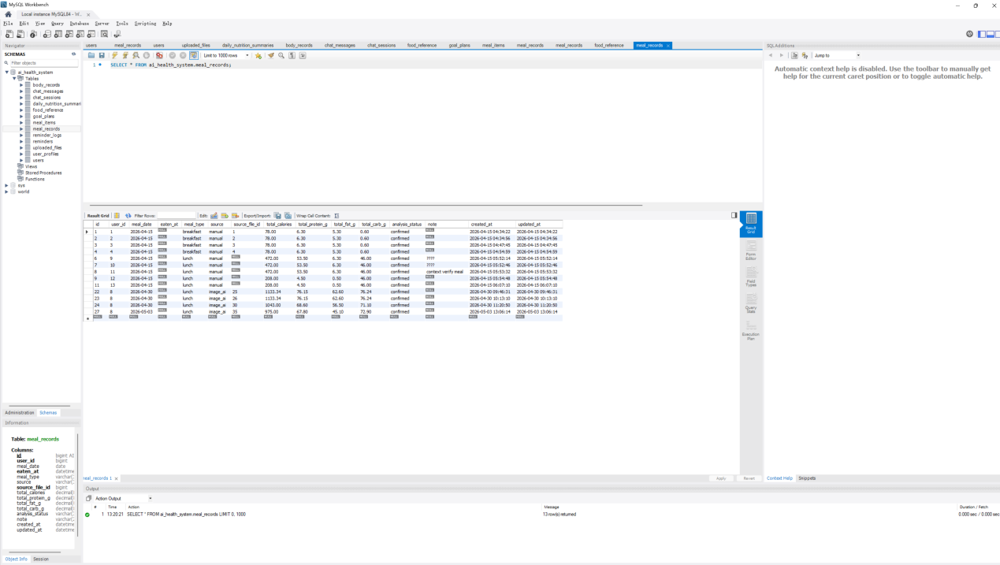 MySQL Workbench
Local instance MySQL84 - W... ×
File Edit View Query Database Server Tools Scripting Help
Navigator
SCHEMAS
Filter objects
ai_health_system
Tables
body_records
chat_messages
chat_sessions
daily_nutrition_summari
food_reference
goal_plans
meal_items
meal_records
reminder_logs
reminders
uploaded_files
user_profiles
users
Views
Stored Procedures
Functions
sys
world
Administration Schemas
Information
Table: meal_records
Columns:
id bigint AI
user_id bigint
meal_date date
eaten_at datetime
meal_type varchar(
source varchar(
source_file_id bigint
total_calories decimal(
total_protein_g decimal(
total_fat_g decimal(
total_carb_g decimal(
analysis_status varchar(
note varchar(
created_at datetime
updated_at datetime
Object Info Session
users meal_records users uploaded_files daily_nutrition_summaries body_records chat_messages chat_sessions food_reference goal_plans meal_items meal_records meal_records food_reference meal_records ×
Limit to 1000 rows
1 SELECT * FROM ai_health_system.meal_records;
Result Grid Filter Rows: Edit: Export/Import: Wrap Cell Content:
id user_id meal_date eaten_at meal_type source source_file_id total_calories total_protein_g total_fat_g total_carb_g analysis_status note created_at updated_at
1 1 2026-04-15 NULL breakfast manual 1 78.00 6.30 5.30 0.60 confirmed NULL 2026-04-15 04:34:22 2026-04-15 04:34:22
2 2 2026-04-15 NULL breakfast manual 2 78.00 6.30 5.30 0.60 confirmed NULL 2026-04-15 04:34:56 2026-04-15 04:34:56
3 3 2026-04-15 NULL breakfast manual 3 78.00 6.30 5.30 0.60 confirmed NULL 2026-04-15 04:47:45 2026-04-15 04:47:45
4 4 2026-04-15 NULL breakfast manual 4 78.00 6.30 5.30 0.60 confirmed NULL 2026-04-15 04:54:59 2026-04-15 04:54:59
6 9 2026-04-15 NULL lunch manual NULL 472.00 53.50 6.30 46.00 confirmed ???? 2026-04-15 05:52:14 2026-04-15 05:52:14
7 10 2026-04-15 NULL lunch manual NULL 472.00 53.50 6.30 46.00 confirmed ???? 2026-04-15 05:52:46 2026-04-15 05:52:46
8 11 2026-04-15 NULL lunch manual NULL 472.00 53.50 6.30 46.00 confirmed context verify meal 2026-04-15 05:53:32 2026-04-15 05:53:32
9 12 2026-04-15 NULL lunch manual NULL 208.00 4.50 0.50 46.00 confirmed NULL 2026-04-15 05:54:48 2026-04-15 05:54:48
11 13 2026-04-15 NULL lunch manual NULL 208.00 4.50 0.50 46.00 confirmed NULL 2026-04-15 06:07:10 2026-04-15 06:07:10
22 8 2026-04-30 NULL lunch image_ai 25 1133.34 76.15 62.60 76.24 confirmed NULL 2026-04-30 09:46:31 2026-04-30 09:46:31
23 8 2026-04-30 NULL lunch image_ai 26 1133.34 76.15 62.60 76.24 confirmed NULL 2026-04-30 10:13:10 2026-04-30 10:13:10
24 8 2026-04-30 NULL lunch image_ai 30 1042.00 68.60 56.50 71.10 confirmed NULL 2026-04-30 11:20:50 2026-04-30 11:20:50
27 8 2026-05-03 NULL lunch image_ai 35 975.00 67.80 45.10 72.90 confirmed NULL 2026-05-03 13:06:14 2026-05-03 13:06:14
NULL NULL NULL NULL NULL NULL NULL NULL NULL NULL NULL NULL NULL NULL NULL
Result
Grid
Form
Editor
Field
Types
Query
Stats
Execution
Plan
meal_records 1 × Apply Revert
Output
Action Output
# Time Action Message Duration / Fetch
1 13:20:21 SELECT * FROM ai_health_system.meal_records LIMIT 0, 1000 13 row(s) returned 0.000 sec / 0.000 sec
SQLAdditions
Jump to
Automatic context help is disabled. Use the toolbar to manually get
help for the current caret position or to toggle automatic help.
Context Help Snippets